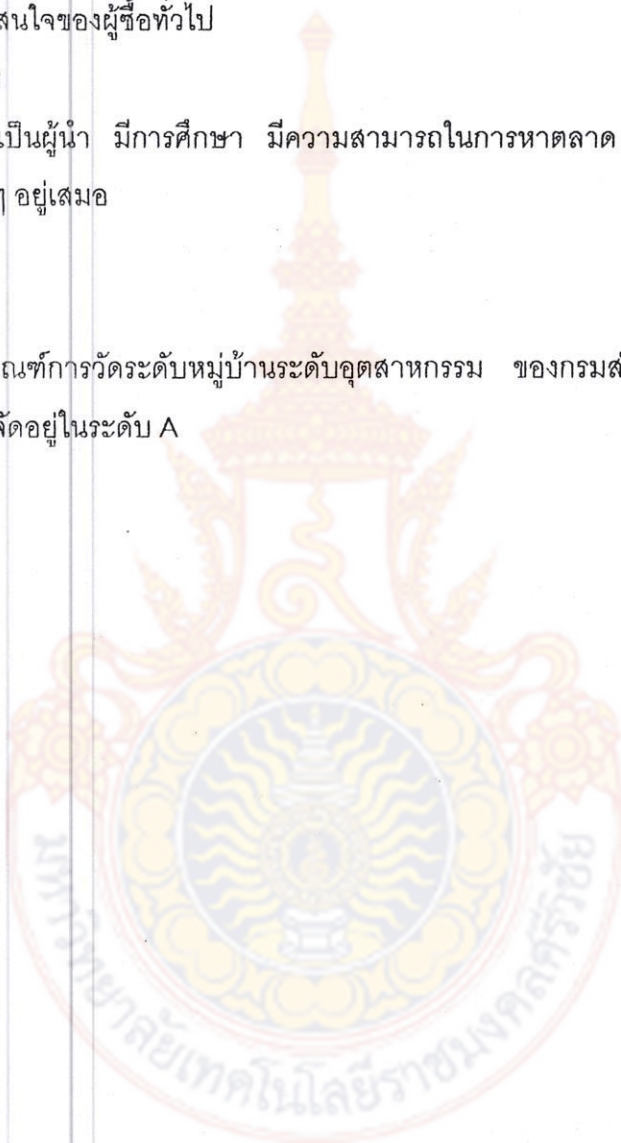 สนใจของผู้ซื้อทั่วไป
เป็นผู้นำ มีการศึกษา มีความสามารถในการหาตลาด
ๆ อยู่เสมอ
ณฑ์การวัดระดับหมู่บ้านระดับอุตสาหกรรม ของกรมส่
จัดอยู่ในระดับ A
มหาวิทยาลัยเทคโนโลยีราชมงคลศรีวิชัย